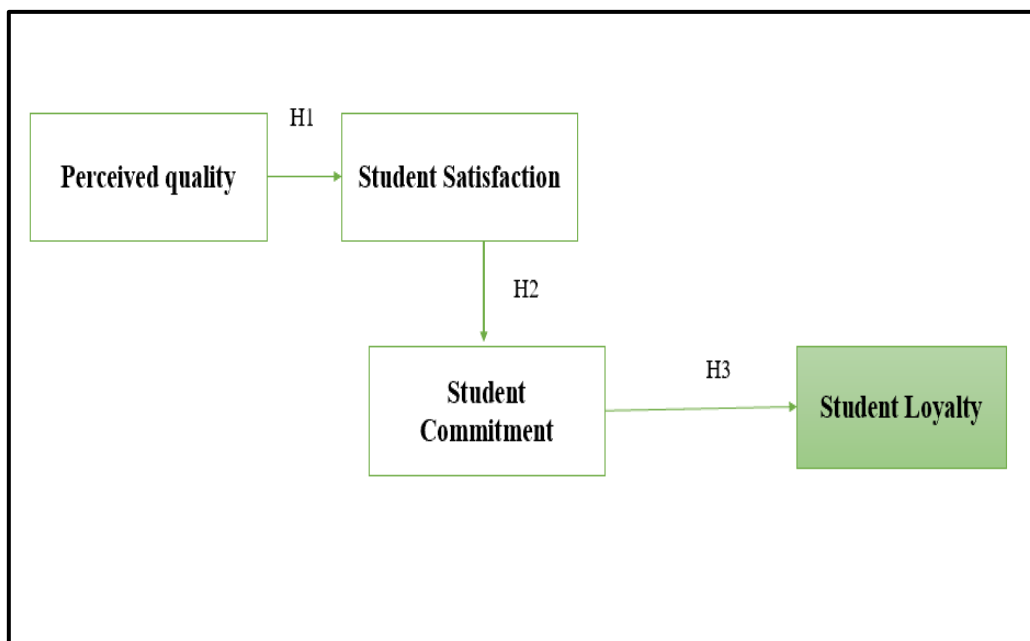 H1
Perceived quality
Student Satisfaction
H2
Student
Commitment
H3
Student Loyalty